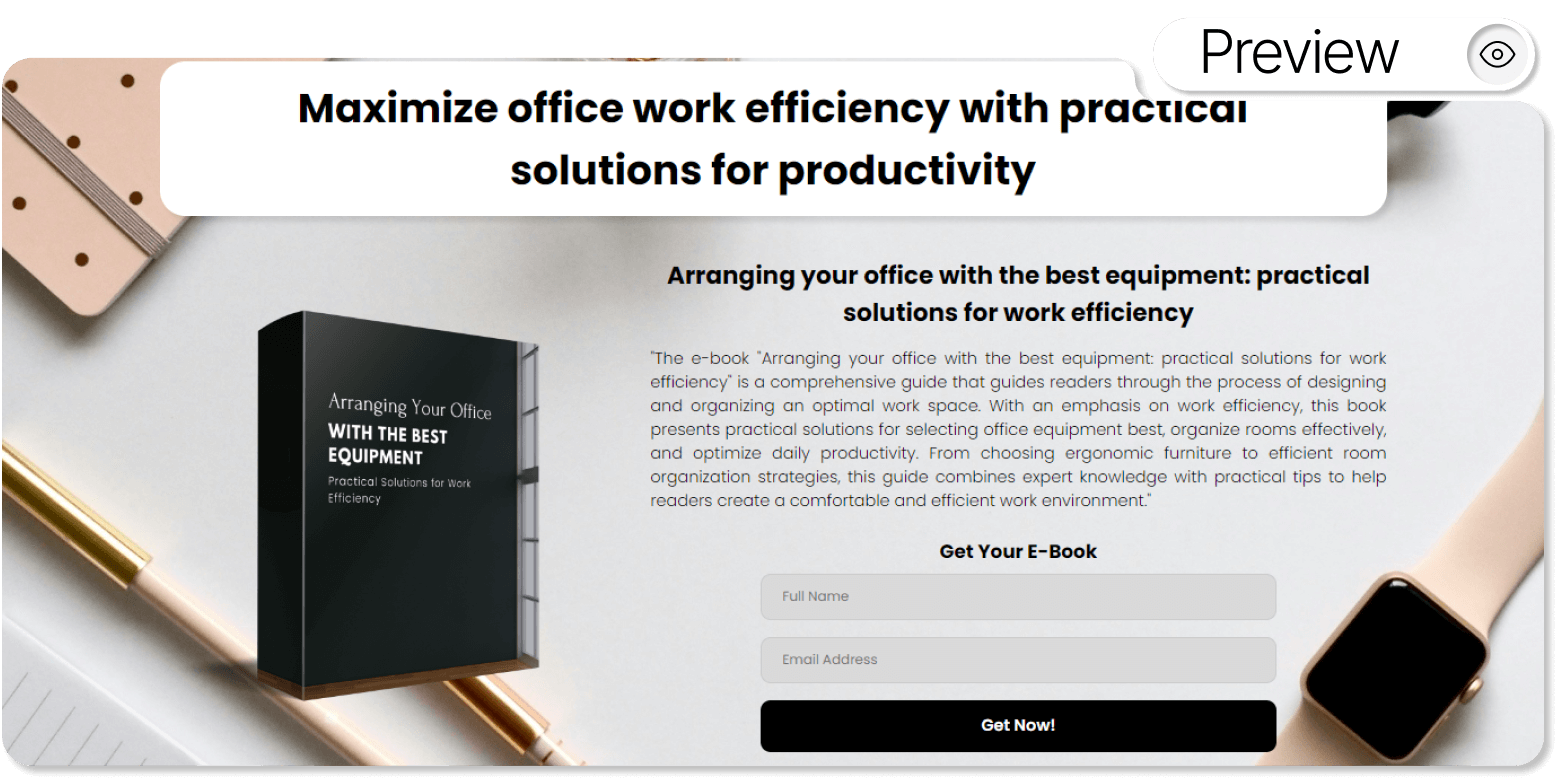 Preview
Maximize office work efficiency with practical
solutions for productivity
Arranging your office with the best equipment: practical
solutions for work efficiency
"The e-book "Arranging your office with the best equipment: practical solutions for work
efficiency" is a comprehensive guide that guides readers through the process of designing
and organizing an optimal work space. With an emphasis on work efficiency, this book
presents practical solutions for selecting office equipment best, organize rooms effectively,
and optimize daily productivity. From choosing ergonomic furniture to efficient room
organization strategies, this guide combines expert knowledge with practical tips to help
readers create a comfortable and efficient work environment."
Arranging Your Office
WITH THE BEST
EQUIPMENT
Practical Solutions for Work
Efficiency
Get Your E-Book
Full Name
Email Address
Get Now!